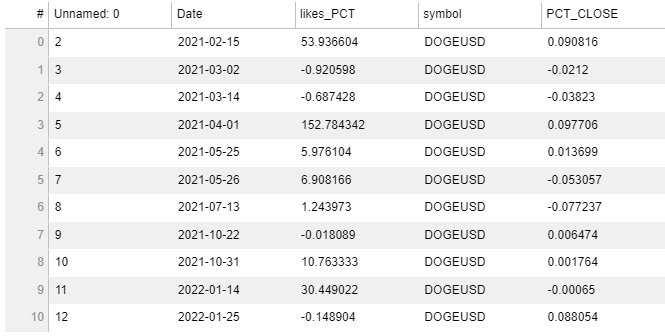 # Unnamed: 0 Date likes_PCT symbol PCT_CLOSE
0 2 2021-02-15 53.936604 DOGEUSD 0.090816
1 3 2021-03-02 -0.920598 DOGEUSD -0.0212
2 4 2021-03-14 -0.687428 DOGEUSD -0.03823
3 5 2021-04-01 152.784342 DOGEUSD 0.097706
4 6 2021-05-25 5.976104 DOGEUSD 0.013699
5 7 2021-05-26 6.908166 DOGEUSD -0.053057
6 8 2021-07-13 1.243973 DOGEUSD -0.077237
7 9 2021-10-22 -0.018089 DOGEUSD 0.006474
8 10 2021-10-31 10.763333 DOGEUSD 0.001764
9 11 2022-01-14 30.449022 DOGEUSD -0.00065
10 12 2022-01-25 -0.148904 DOGEUSD 0.088054